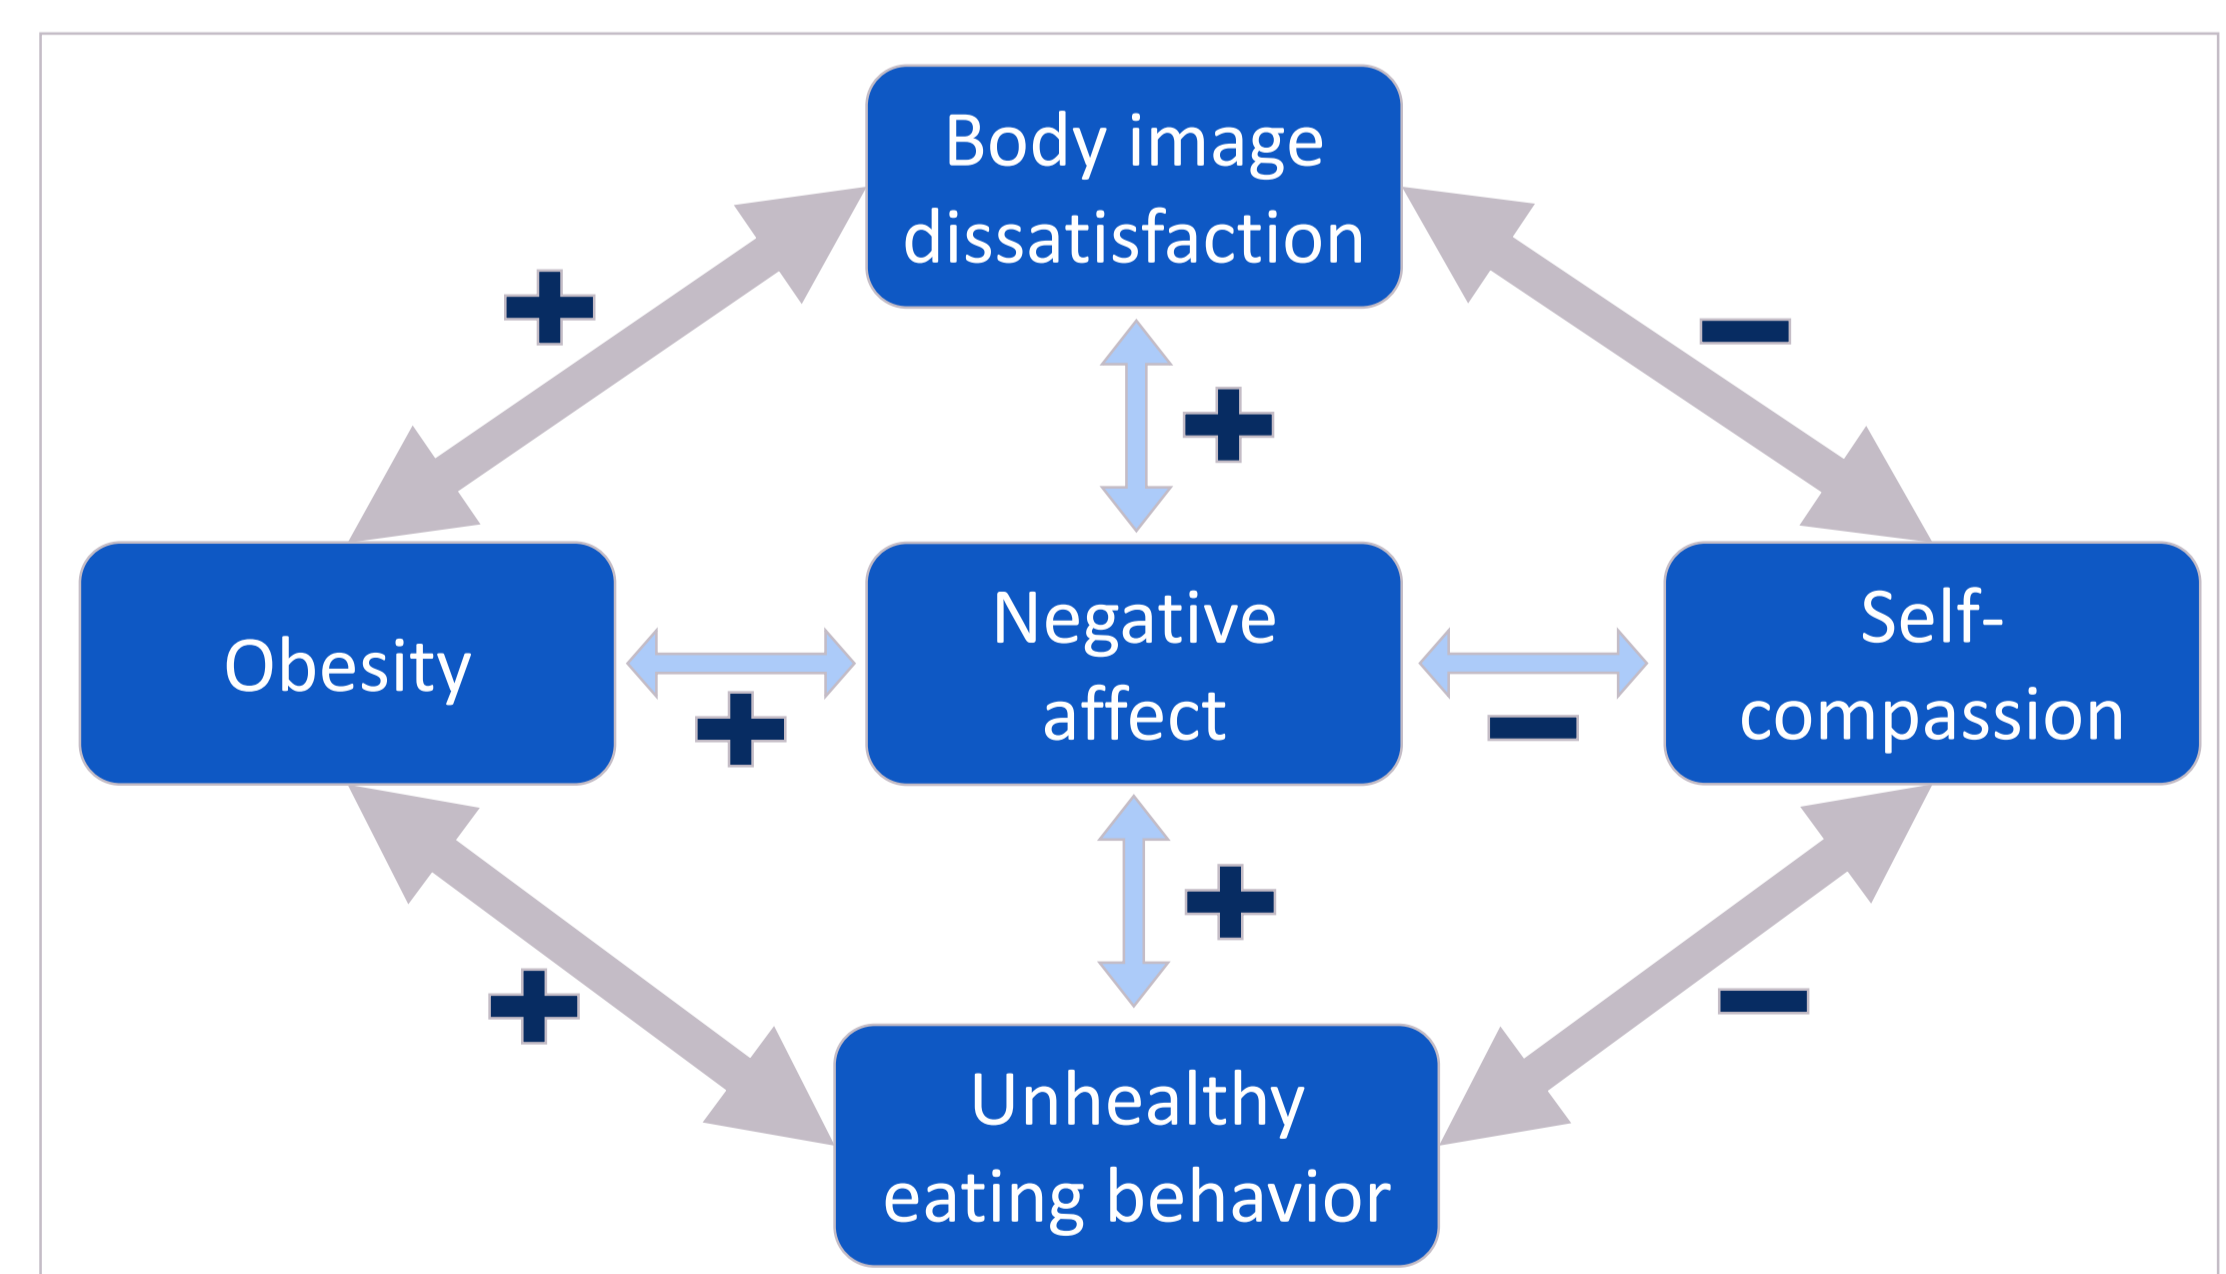 Body image
dissatisfaction
+
−
+
Obesity
Negative
affect
Self-
compassion
+
−
+
+
−
Unhealthy
eating behavior